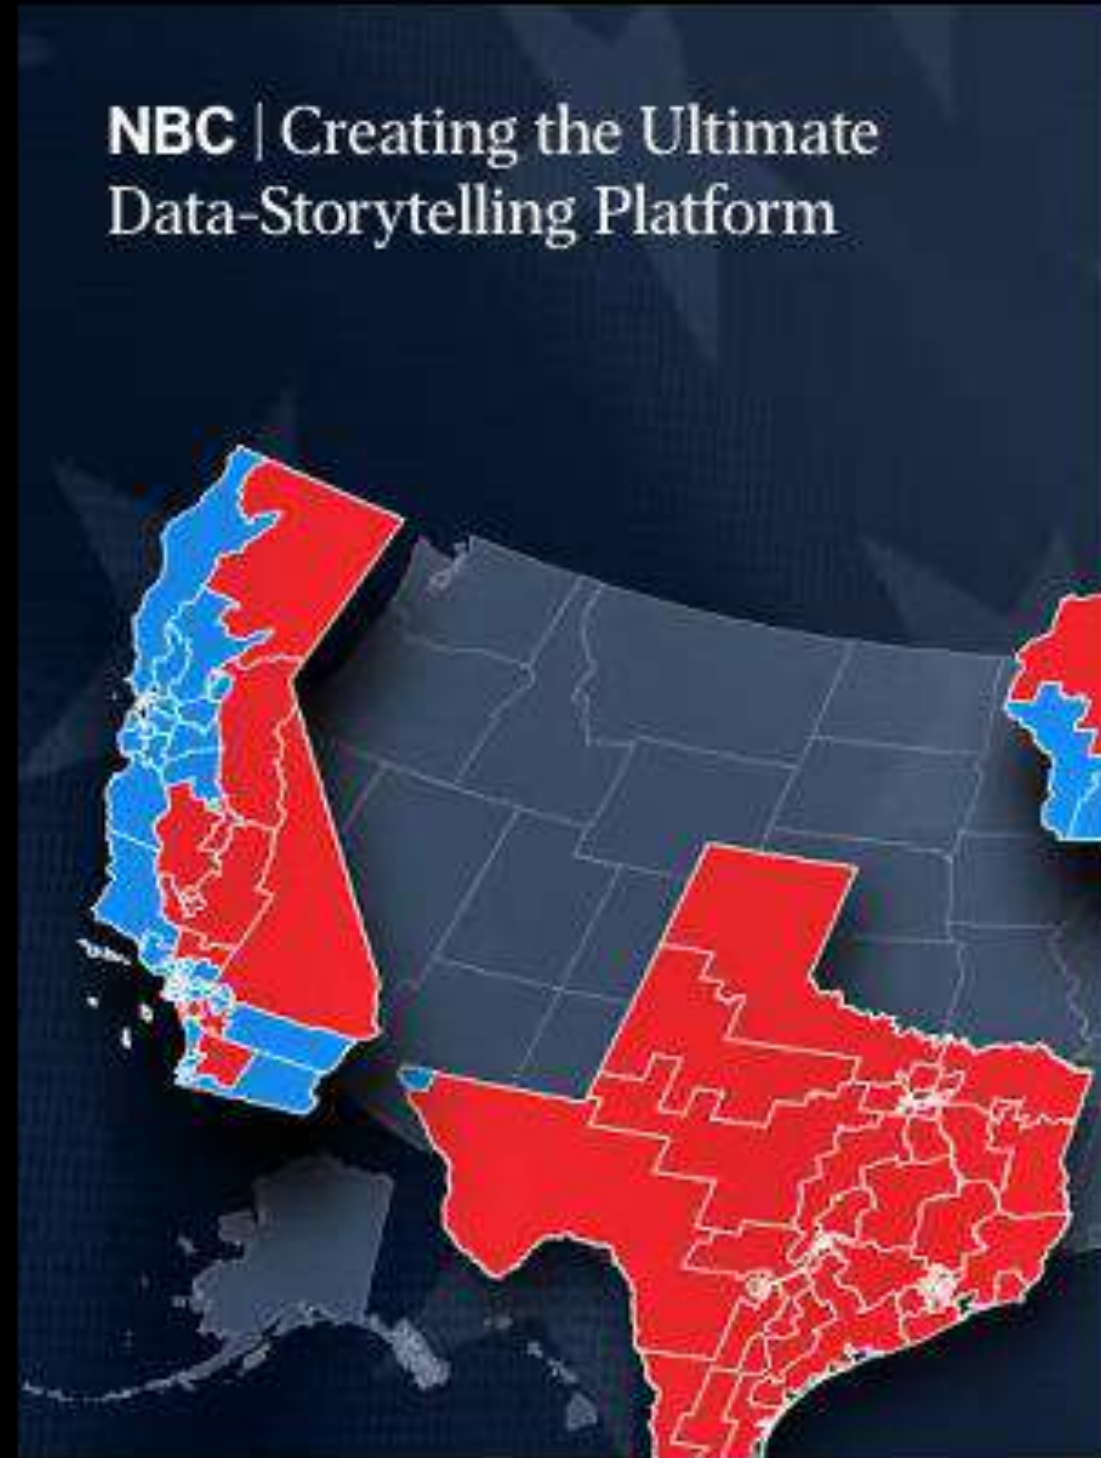 NBC | Creating the Ultimate
Data-Storytelling Platform